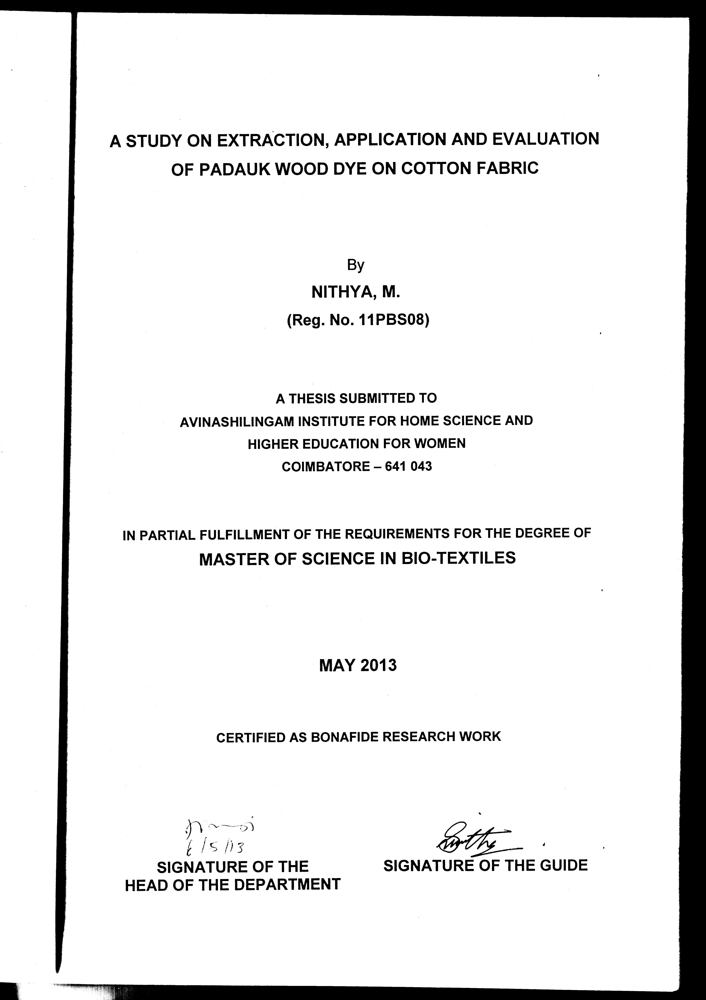 A STUDY ON EXTRACTION, APPLICATION AND EVALUATION
OF PADAUK WOOD DYE ON COTTON FABRIC
By
NITHYA, M.
(Reg. No. 11PBS08)
A THESIS SUBMITTED TO
AVINASHILINGAM INSTITUTE FOR HOME SCIENCE AND
HIGHER EDUCATION FOR WOMEN
COIMBATORE – 641 043
IN PARTIAL FULFILLMENT OF THE REQUIREMENTS FOR THE DEGREE OF
MASTER OF SCIENCE IN BIO-TEXTILES
MAY 2013
CERTIFIED AS BONAFIDE RESEARCH WORK
6/5/13
SIGNATURE OF THE
HEAD OF THE DEPARTMENT
SIGNATURE OF THE GUIDE